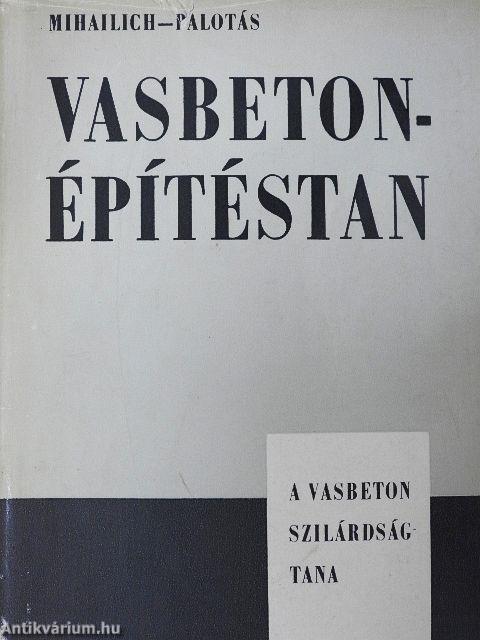 MIHAILICH—PALOTÁS
VASBETON-
ÉPÍTÉSTAN
A VASBETON
SZILÁRDSÁG-
TANA
Antikvárium.hu